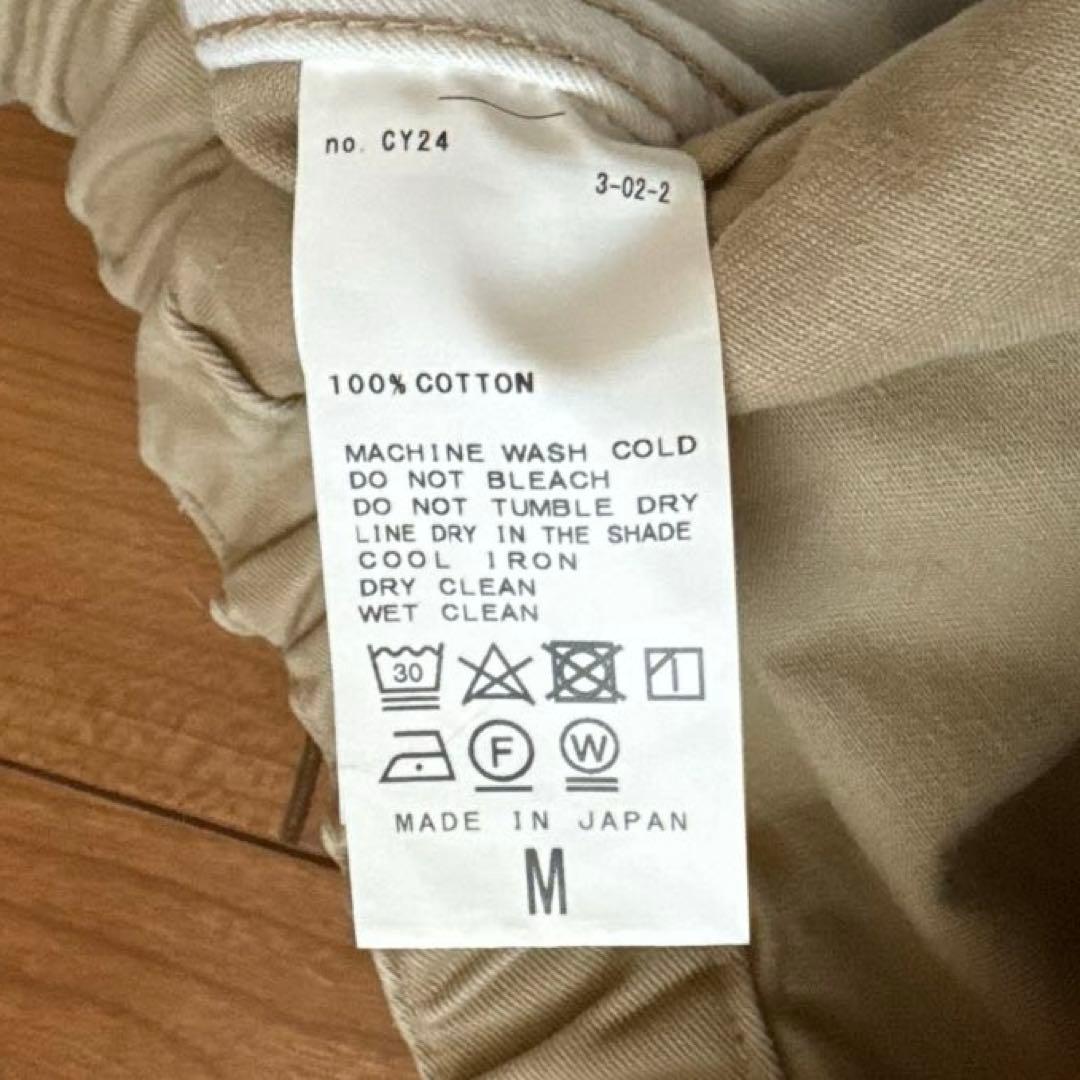 no. CY24
3-02-2
100% COTTON
MACHINE WASH COLD
DO NOT BLEACH
DO NOT TUMBLE DRY
LINE DRY IN THE SHADE
COOL IRON
DRY CLEAN
WET CLEAN
30
F W
MADE IN JAPAN
M